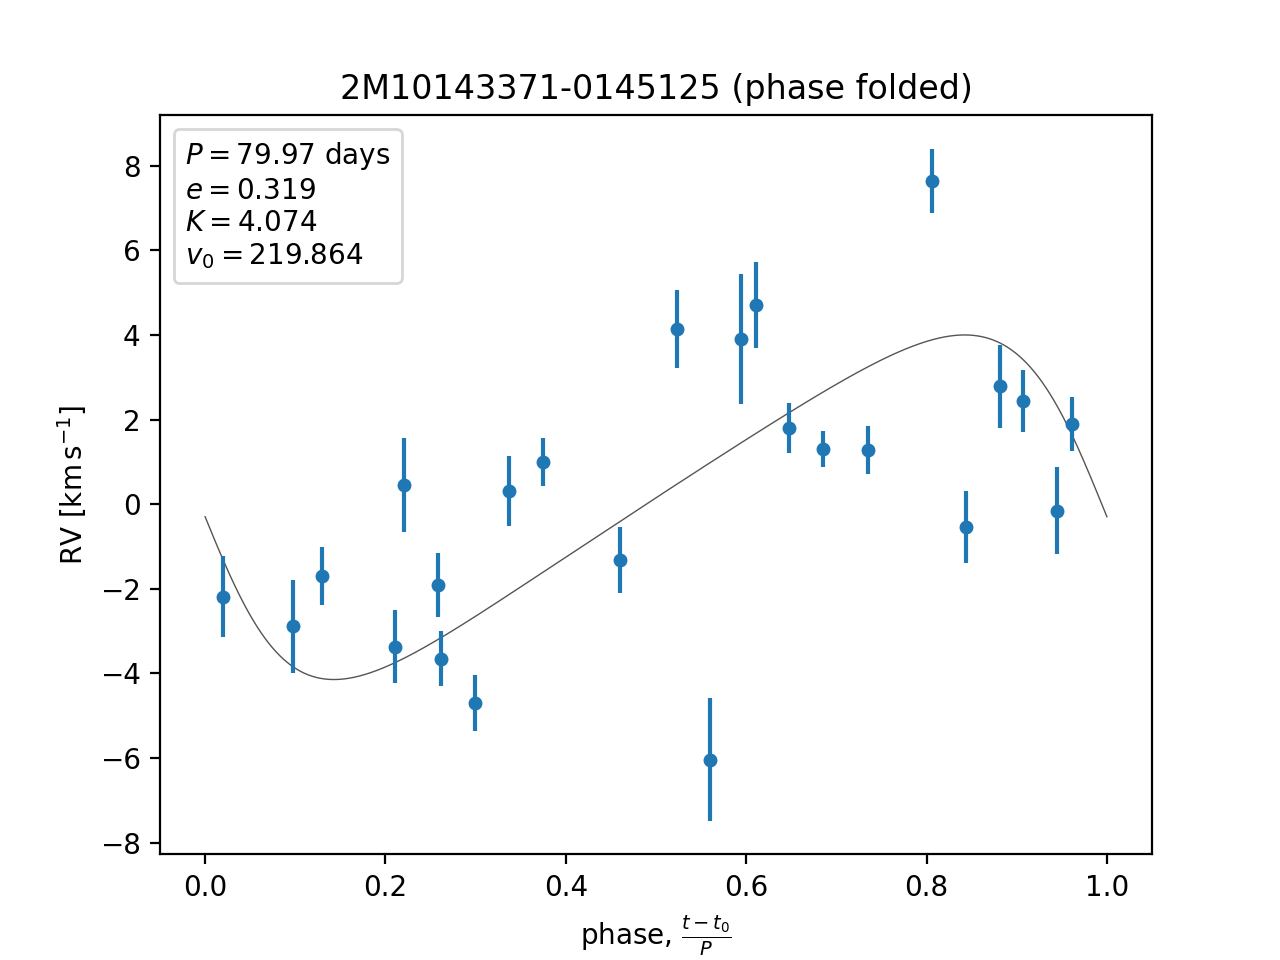 2M10143371-0145125 (phase folded)
P = 79.97 days
e = 0.319
K = 4.074
v₀ = 219.864
8
6
4
2
0
−2
−4
−6
−8
RV [km s⁻¹]
0.0 0.2 0.4 0.6 0.8 1.0
phase, (t − t₀)/P